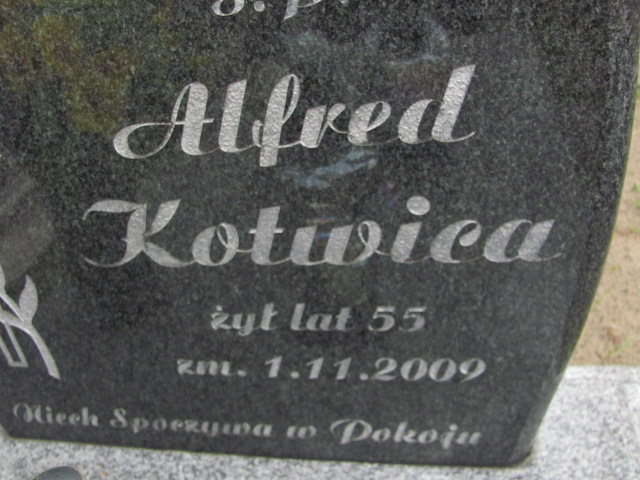 ś. p.
Alfred
Kotwica
żył lat 55
zm. 1.11.2009
Niech Spoczywa w Pokoju